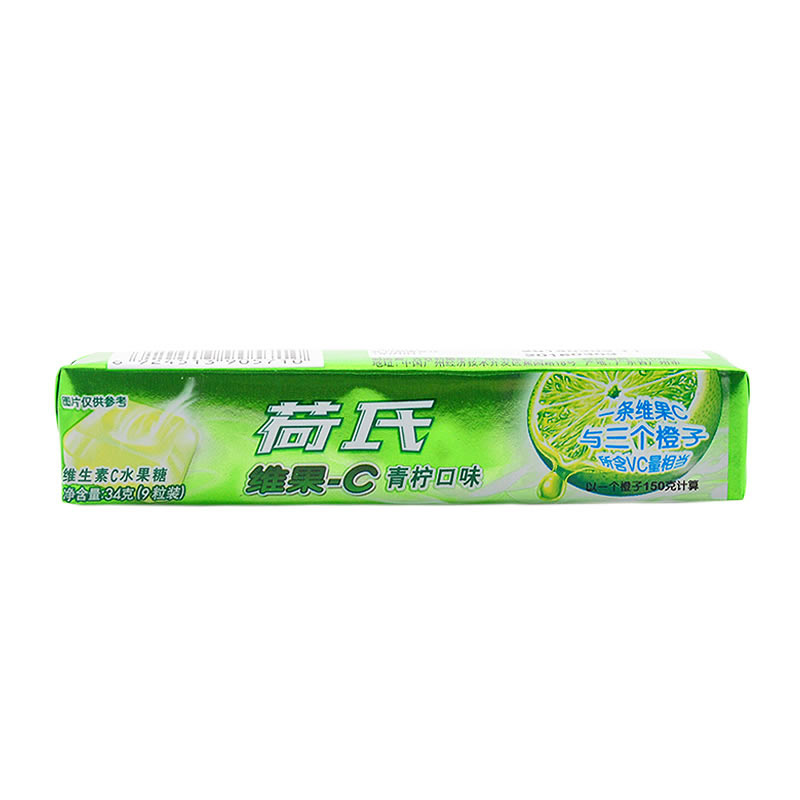 图片仅供参考
维生素C水果糖
净含量:34克(9粒装)
荷氏
维果-C 青柠口味
一条维果C
与三个橙子
所含VC量相当
以一个橙子150克计算